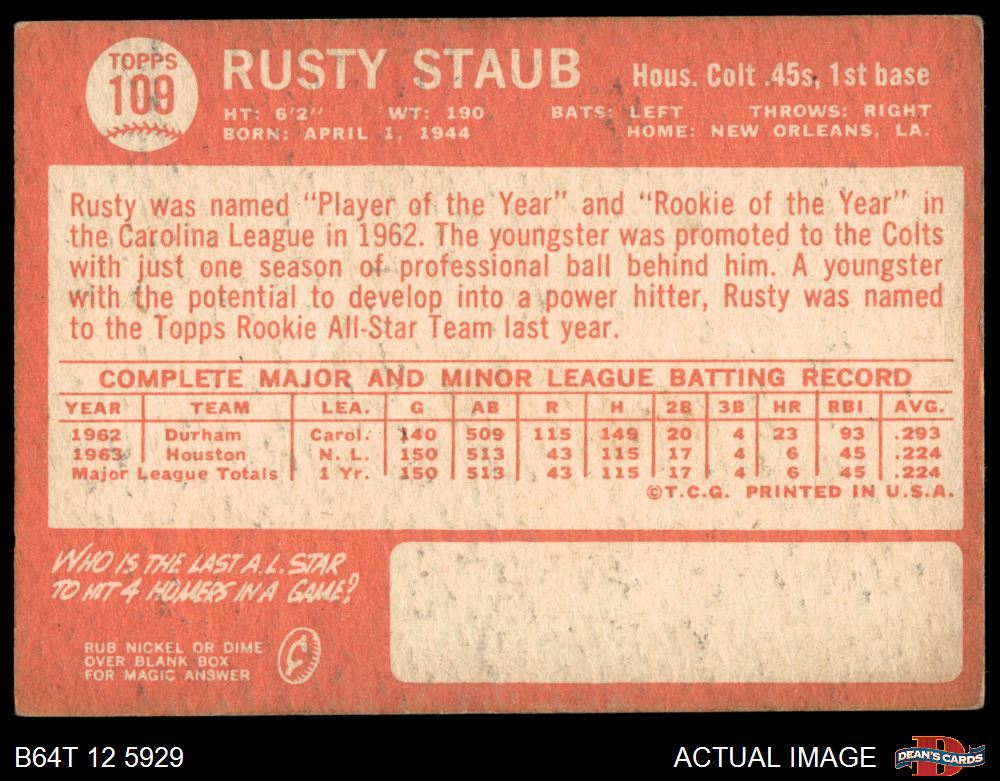 TOPPS
109
RUSTY STAUB
Hous. Colt .45s, 1st base
HT: 6'2" WT: 190 BATS: LEFT THROWS: RIGHT
BORN: APRIL 1, 1944 HOME: NEW ORLEANS, LA.
Rusty was named "Player of the Year" and "Rookie of the Year" in
the Carolina League in 1962. The youngster was promoted to the Colts
with just one season of professional ball behind him. A youngster
with the potential to develop into a power hitter, Rusty was named
to the Topps Rookie All-Star Team last year.
COMPLETE MAJOR AND MINOR LEAGUE BATTING RECORD
YEAR TEAM LEA. G AB R H 2B 3B HR RBI AVG.
1962 Durham Carol. 140 509 115 149 20 4 23 93 .293
1963 Houston N. L. 150 513 43 115 17 4 6 45 .224
Major League Totals 1 Yr. 150 513 43 115 17 4 6 45 .224
©T.C.G. PRINTED IN U.S.A.
WHO IS THE LAST A.L. STAR
TO HIT 4 HOMERS IN A GAME?
RUB NICKEL OR DIME
OVER BLANK BOX
FOR MAGIC ANSWER
¢
B64T 12 5929
ACTUAL IMAGE
D
DEAN'S CARDS